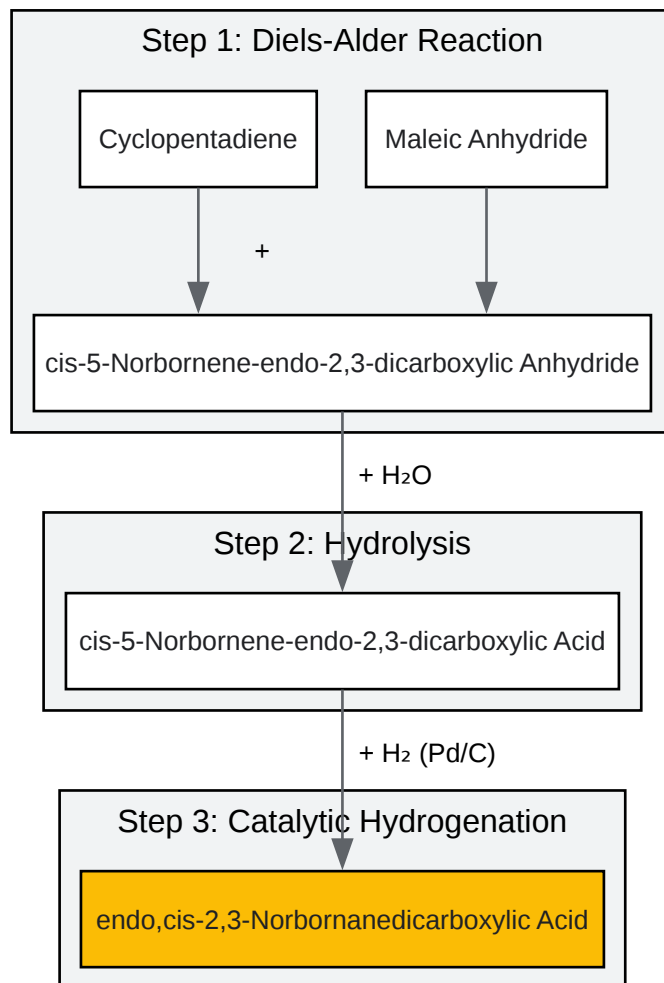 Step 1: Diels-Alder Reaction
Cyclopentadiene
Maleic Anhydride
+
cis-5-Norbornene-endo-2,3-dicarboxylic Anhydride
+ H₂O
Step 2: Hydrolysis
cis-5-Norbornene-endo-2,3-dicarboxylic Acid
+ H₂ (Pd/C)
Step 3: Catalytic Hydrogenation
endo,cis-2,3-Norbornanedicarboxylic Acid